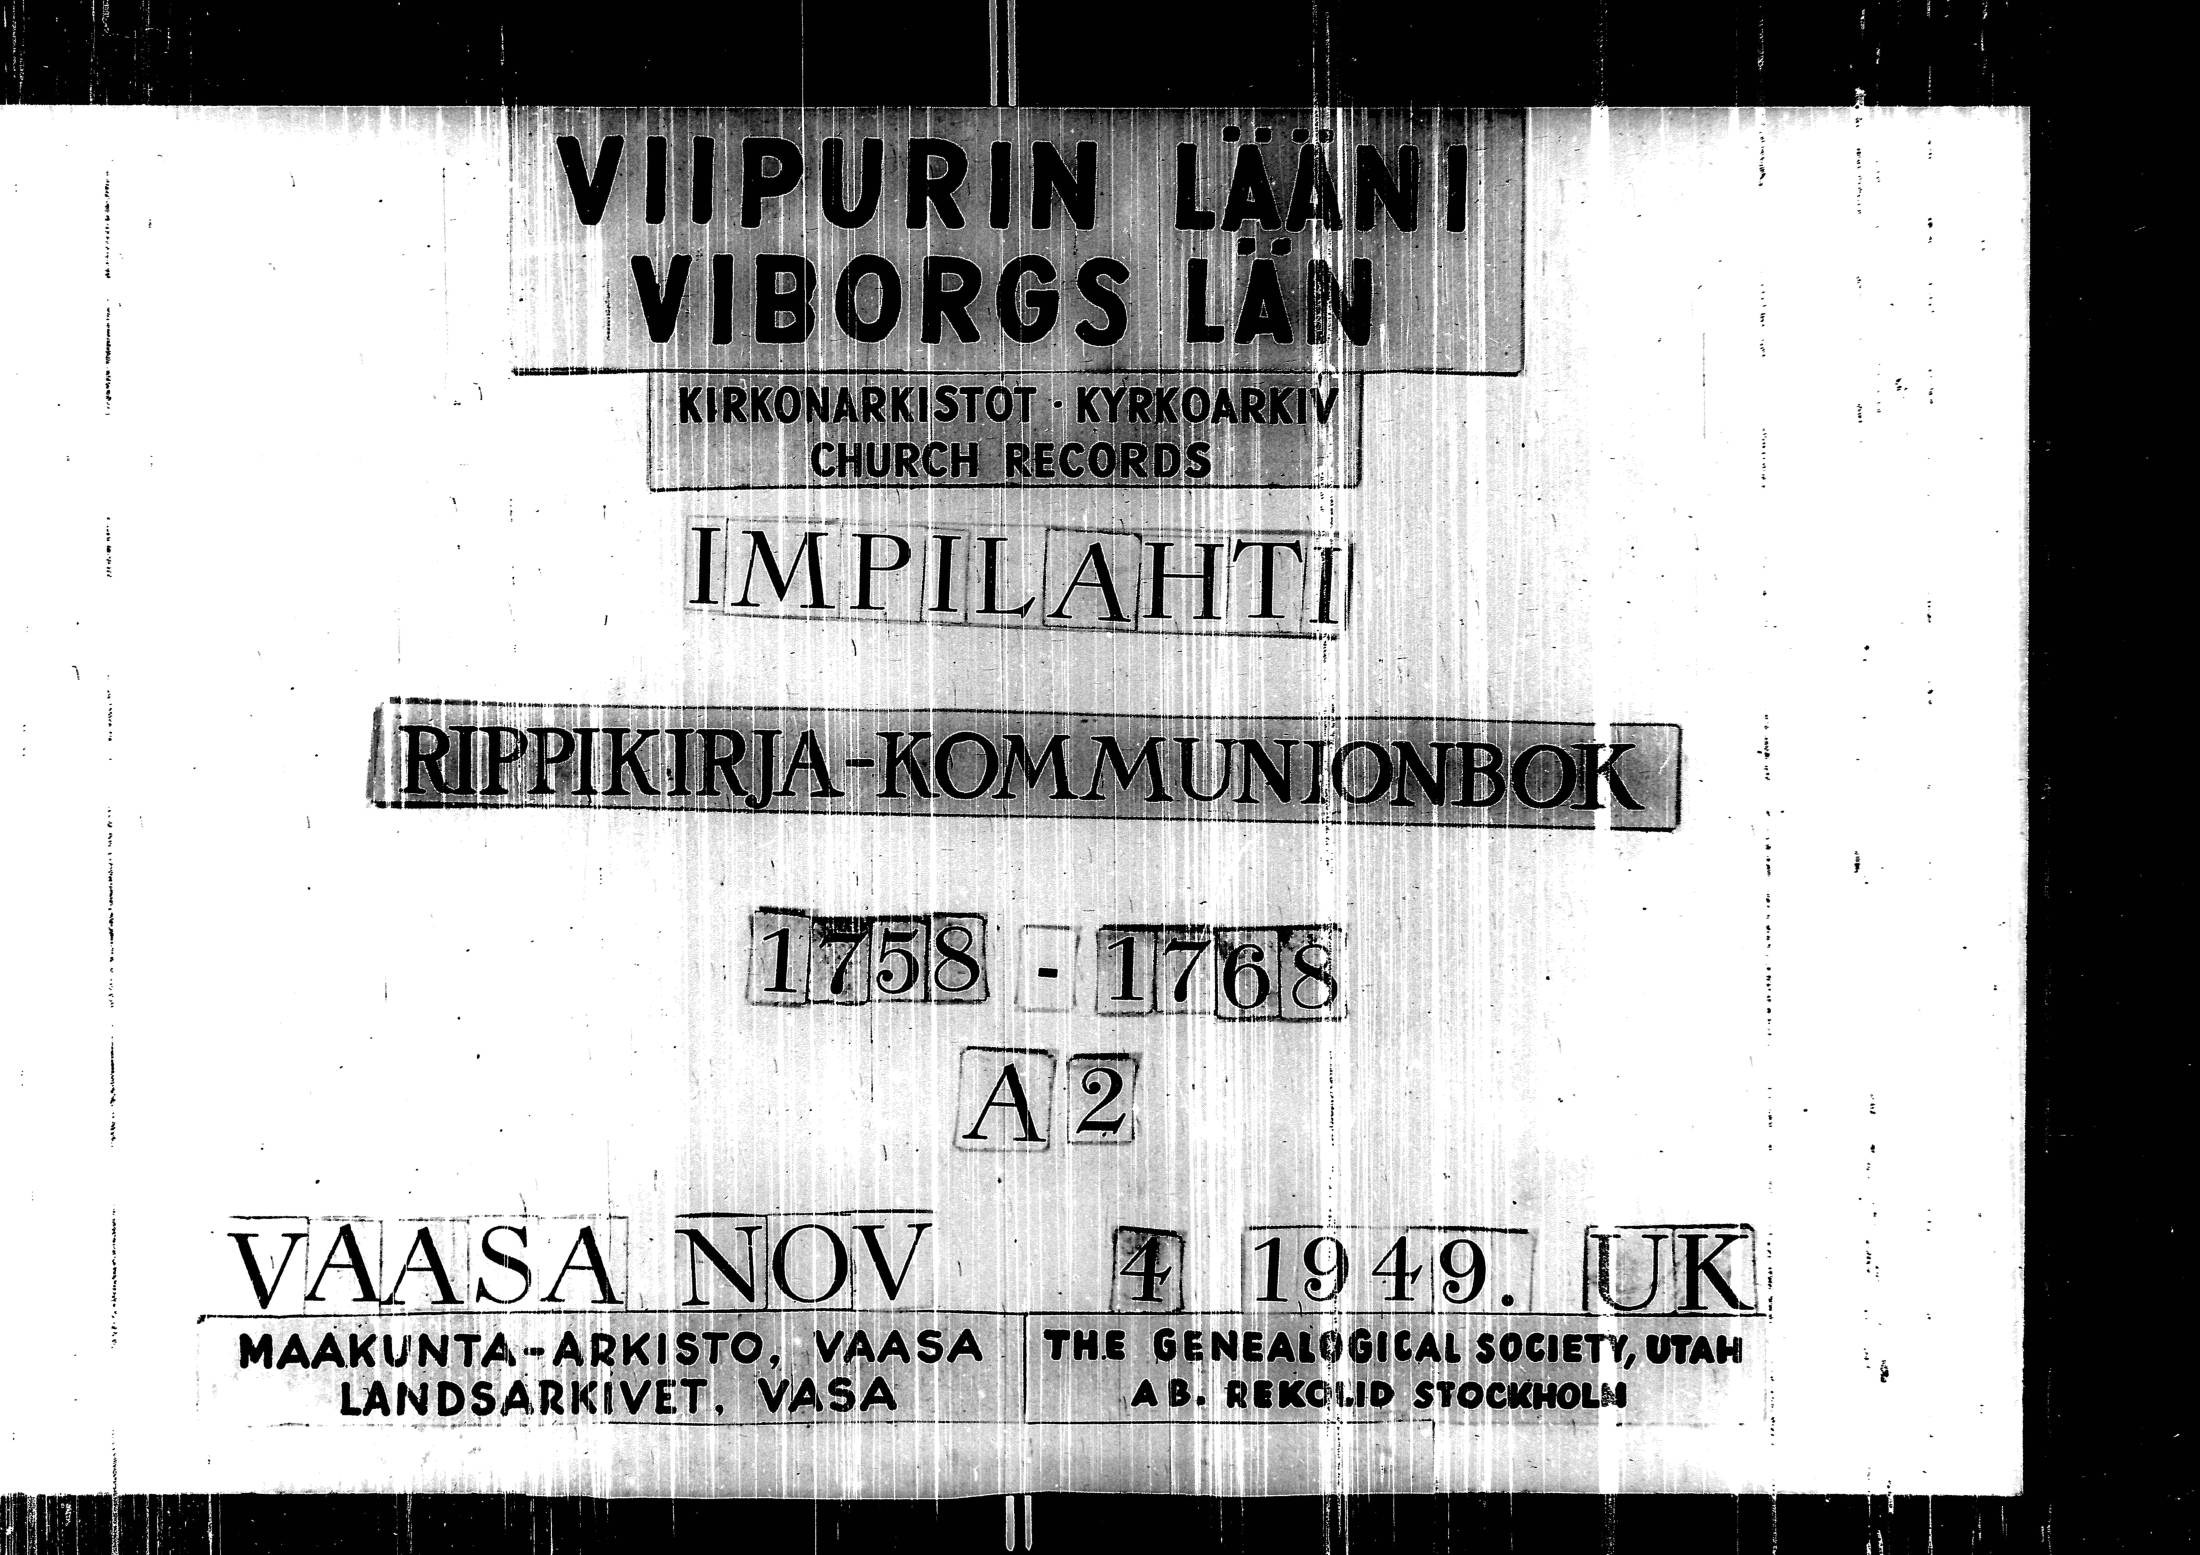 VIIPURIN LÄÄNI
VIBORGS LÄN
KIRKONARKISTOT · KYRKOARKIV
CHURCH RECORDS
IMPILAHTI
RIPPIKIRJA-KOMMUNIONBOK
1758 - 1768
A 2
VAASA NOV 4 1949. UK
MAAKUNTA-ARKISTO, VAASA
LANDSARKIVET, VASA
THE GENEALOGICAL SOCIETY, UTAH
AB. REKOLID STOCKHOLM